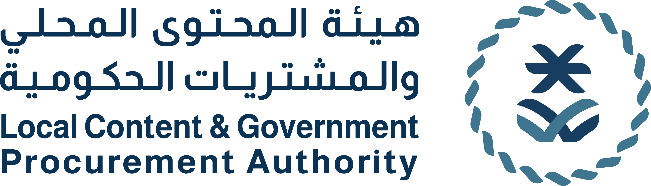 هيئة المحتوى المحلي
والمشتريات الحكومية
Local Content & Government
Procurement Authority